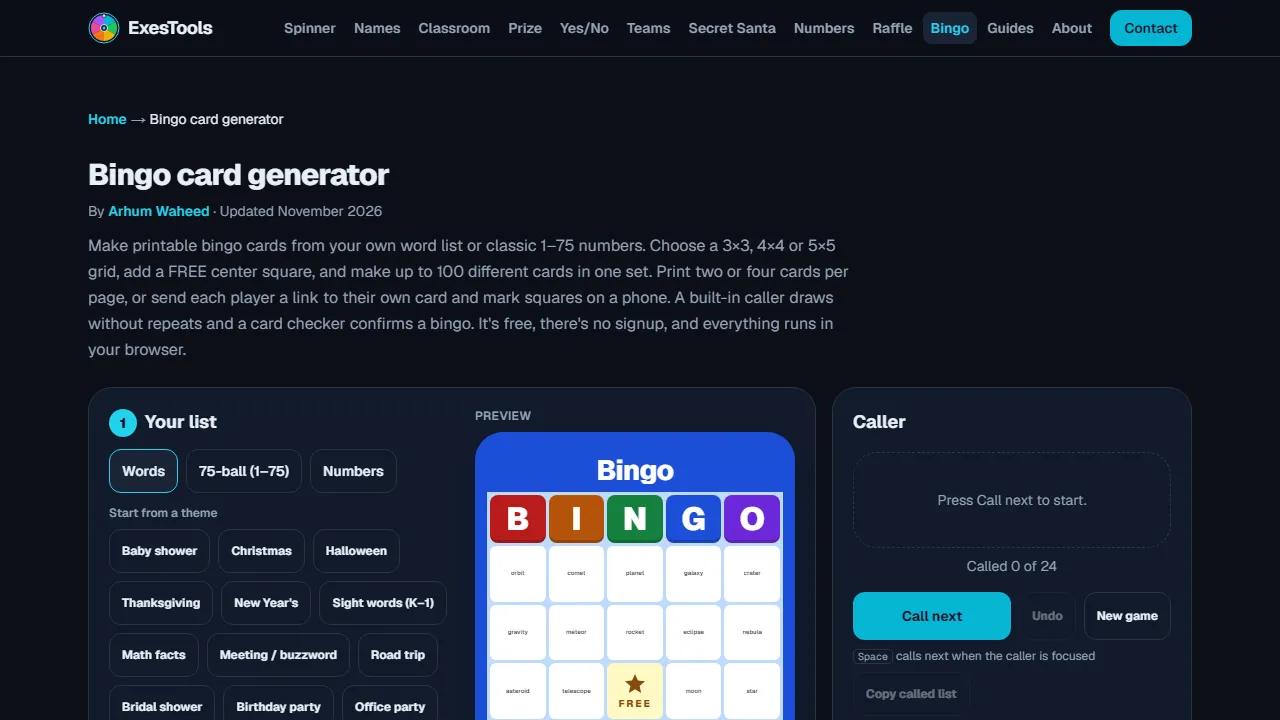 ExesTools
Spinner Names Classroom Prize Yes/No Teams Secret Santa Numbers Raffle Bingo Guides About Contact
Home → Bingo card generator
Bingo card generator
By Arhum Waheed · Updated November 2026
Make printable bingo cards from your own word list or classic 1–75 numbers. Choose a 3×3, 4×4 or 5×5
grid, add a FREE center square, and make up to 100 different cards in one set. Print two or four cards per
page, or send each player a link to their own card and mark squares on a phone. A built-in caller draws
without repeats and a card checker confirms a bingo. It's free, there's no signup, and everything runs in
your browser.
1 Your list
Words 75-ball (1–75) Numbers
Start from a theme
Baby shower Christmas Halloween
Thanksgiving New Year's Sight words (K–1)
Math facts Meeting / buzzword Road trip
Bridal shower Birthday party Office party
PREVIEW
Bingo
B I N G O
orbit comet planet galaxy crater
gravity meteor rocket eclipse nebula
asteroid telescope FREE moon star
Caller
Press Call next to start.
Called 0 of 24
Call next Undo New game
Space calls next when the caller is focused
Copy called list